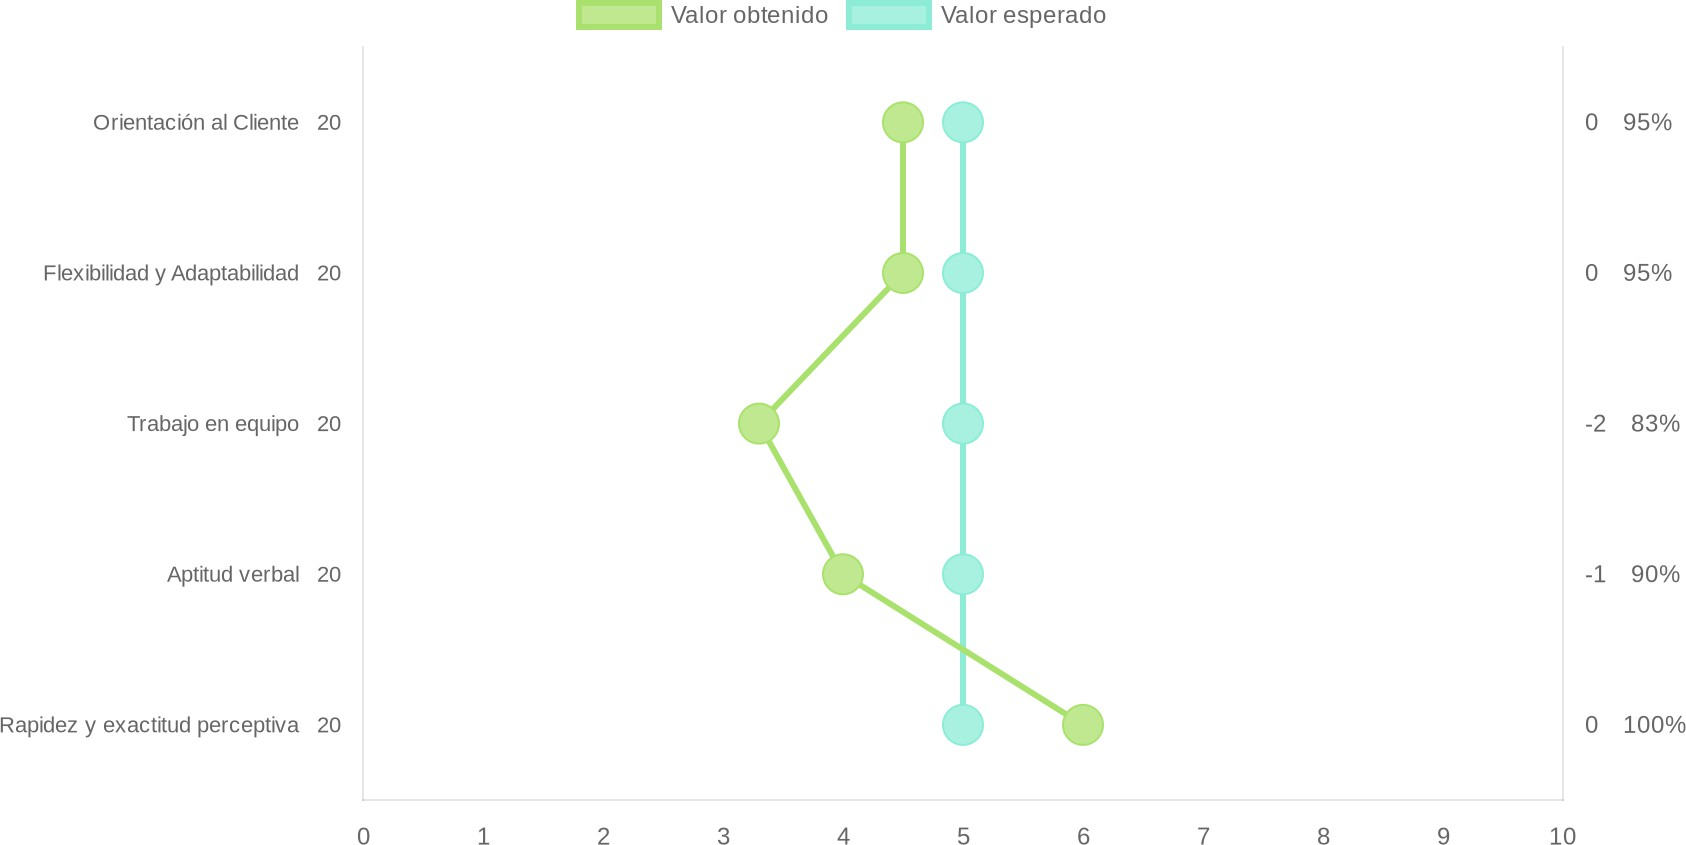 Valor obtenido Valor esperado
Orientación al Cliente 20 0 95%
Flexibilidad y Adaptabilidad 20 0 95%
Trabajo en equipo 20 -2 83%
Aptitud verbal 20 -1 90%
Rapidez y exactitud perceptiva 20 0 100%
0 1 2 3 4 5 6 7 8 9 10